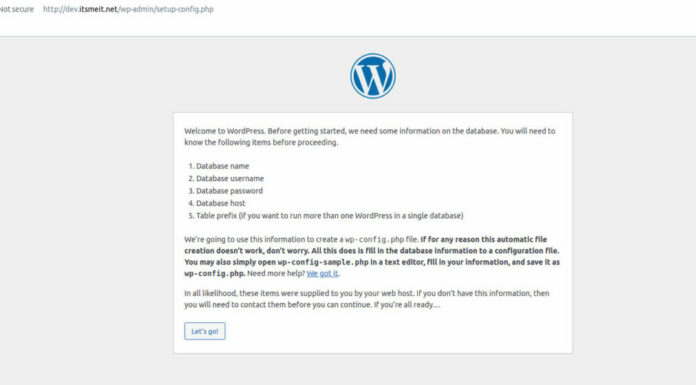 Not secure http://dev.itsmeit.net/wp-admin/setup-config.php
W
Welcome to WordPress. Before getting started, we need some information on the database. You will need to
know the following items before proceeding.
1. Database name
2. Database username
3. Database password
4. Database host
5. Table prefix (if you want to run more than one WordPress in a single database)
We're going to use this information to create a wp-config.php file. If for any reason this automatic file
creation doesn't work, don't worry. All this does is fill in the database information to a configuration file.
You may also simply open wp-config-sample.php in a text editor, fill in your information, and save it as
wp-config.php. Need more help? We got it.
In all likelihood, these items were supplied to you by your web host. If you don't have this information, then
you will need to contact them before you can continue. If you're all ready…
Let's go!